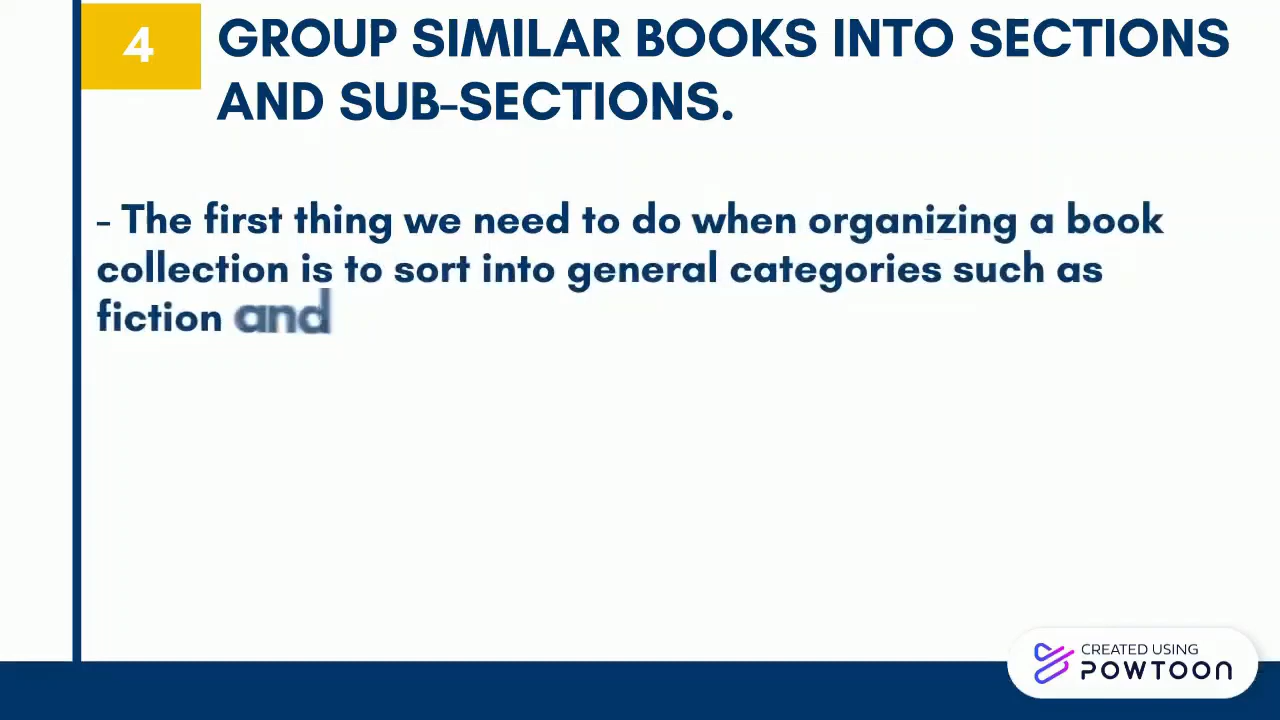 4
GROUP SIMILAR BOOKS INTO SECTIONS
AND SUB-SECTIONS.
- The first thing we need to do when organizing a book
collection is to sort into general categories such as
fiction and
CREATED USING
POWTOON